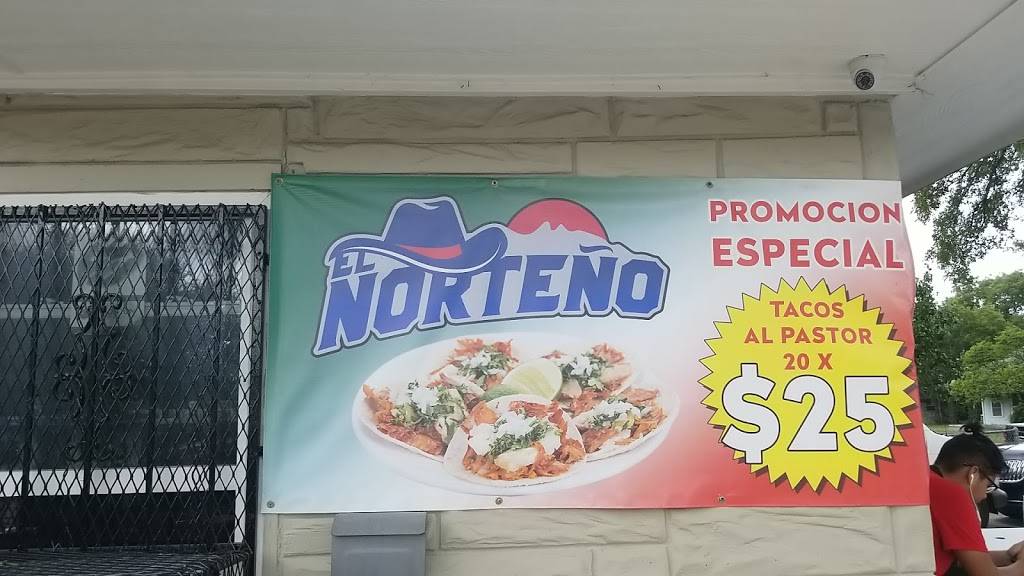 EL
NORTEÑO
PROMOCION
ESPECIAL
TACOS
AL PASTOR
20 X
$25